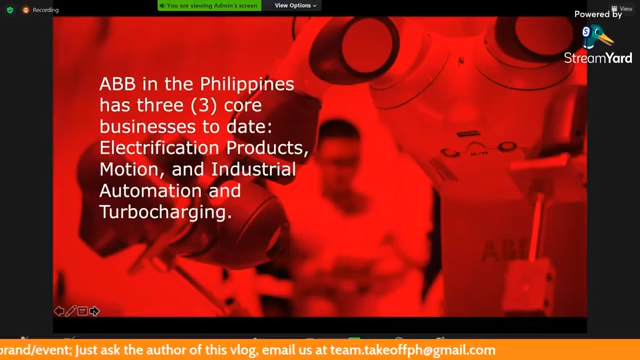 Recording
You are viewing Admin's screen
View Options
View
Powered by
StreamYard
ABB in the Philippines
has three (3) core
businesses to date:
Electrification Products,
Motion, and Industrial
Automation and
Turbocharging.
ABB
brand/event; Just ask the author of this vlog, email us at team.takeoffph@gmail.com